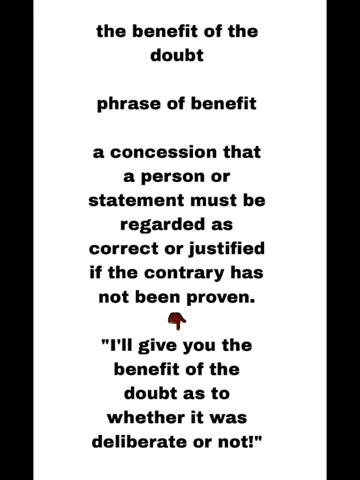 the benefit of the
doubt
phrase of benefit
a concession that
a person or
statement must be
regarded as
correct or justified
if the contrary has
not been proven.
👇🏿
"I'll give you the
benefit of the
doubt as to
whether it was
deliberate or not!"